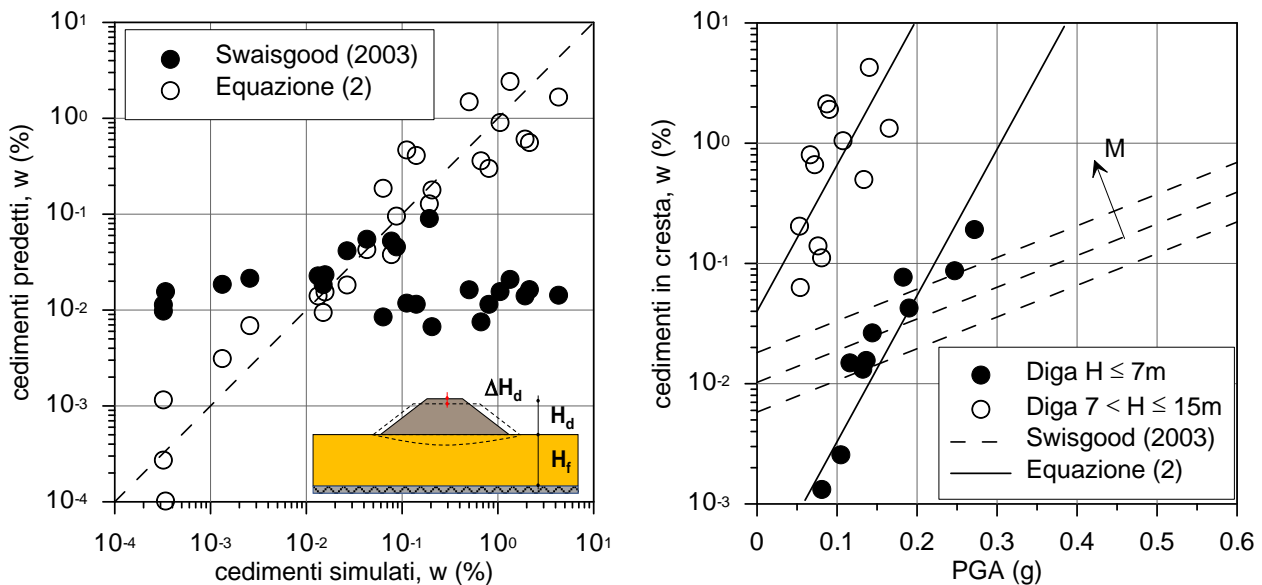 10¹
10⁰
10⁻¹
10⁻²
10⁻³
10⁻⁴
cedimenti predetti, w (%)
Swaisgood (2003)
Equazione (2)
ΔH_d
H_d
H_f
10⁻⁴ 10⁻³ 10⁻² 10⁻¹ 10⁰ 10¹
cedimenti simulati, w (%)
10¹
10⁰
10⁻¹
10⁻²
10⁻³
cedimenti in cresta, w (%)
M
Diga H ≤ 7m
Diga 7 < H ≤ 15m
Swisgood (2003)
Equazione (2)
0 0.1 0.2 0.3 0.4 0.5 0.6
PGA (g)